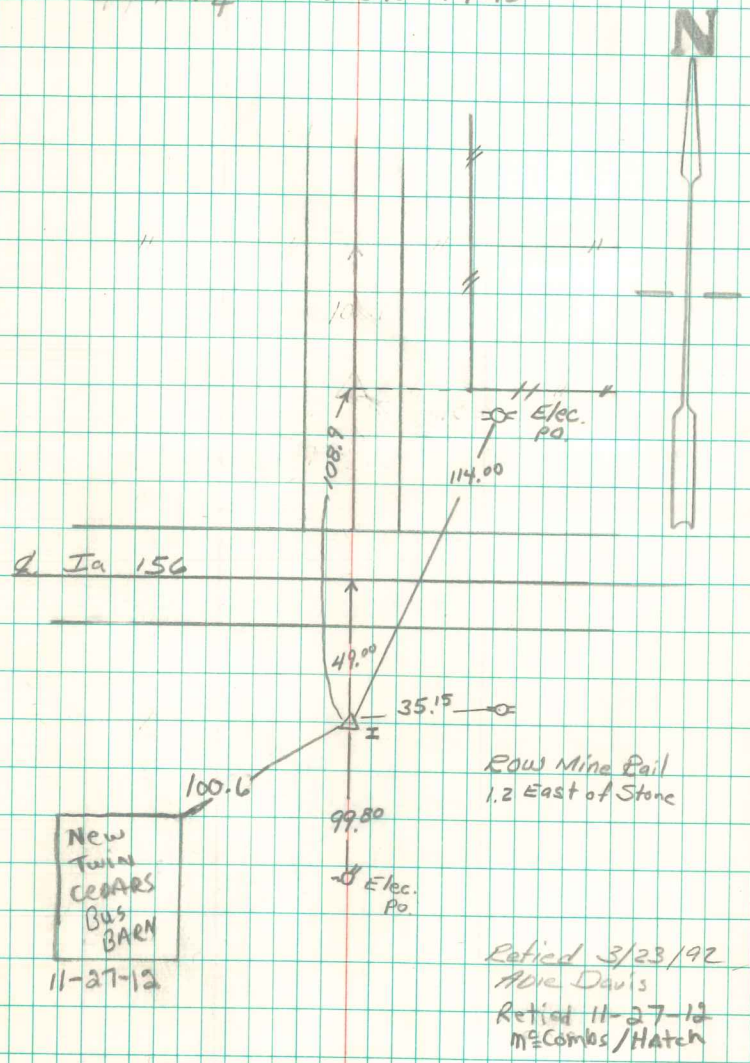 N
Elec.
po.
108.9
114.00
℄ Ia 156
49.00
35.15
I
100.6
ROW Mine Rail
1.2 East of Stone
99.80
Elec.
po.
New
Twin
CEDARS
Bus
BARN
11-27-12
Retied 3/23/92
Abie Davis
Retied 11-27-12
McCombs / Hatch